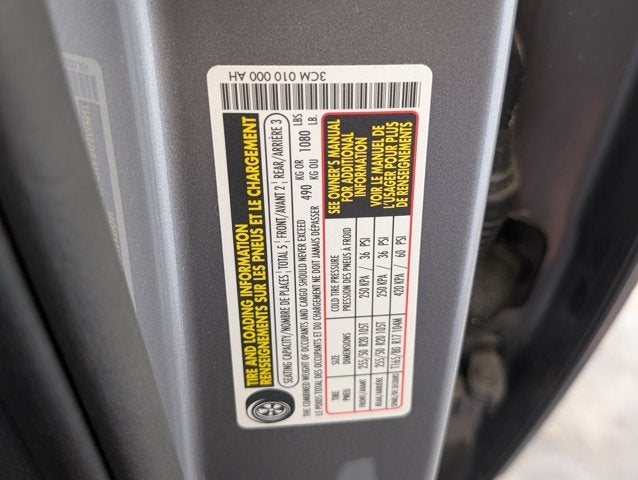 3CM 010 000 AH
TIRE AND LOADING INFORMATION
RENSEIGNEMENTS SUR LES PNEUS ET LE CHARGEMENT
SEATING CAPACITY/NOMBRE DE PLACES TOTAL 5 FRONT/AVANT 2 REAR/ARRIÈRE 3
THE COMBINED WEIGHT OF OCCUPANTS AND CARGO SHOULD NEVER EXCEED 490 KG OR 1080 LBS
LE POIDS TOTAL DES OCCUPANTS ET DU CHARGEMENT NE DOIT JAMAIS DÉPASSER KG OU LB.
TIRE SIZE COLD TIRE PRESSURE
PNEU DIMENSIONS PRESSION DES PNEUS À FROID
FRONT/AVANT 255/50 R20 105T 250 KPA / 36 PSI
REAR/ARRIÈRE 255/50 R20 105T 250 KPA / 36 PSI
SPARE/DE SECOURS T165/80 R17 104M 420 KPA / 60 PSI
SEE OWNER'S MANUAL
FOR ADDITIONAL
INFORMATION
VOIR LE MANUEL DE
L'USAGER POUR PLUS
DE RENSEIGNEMENTS